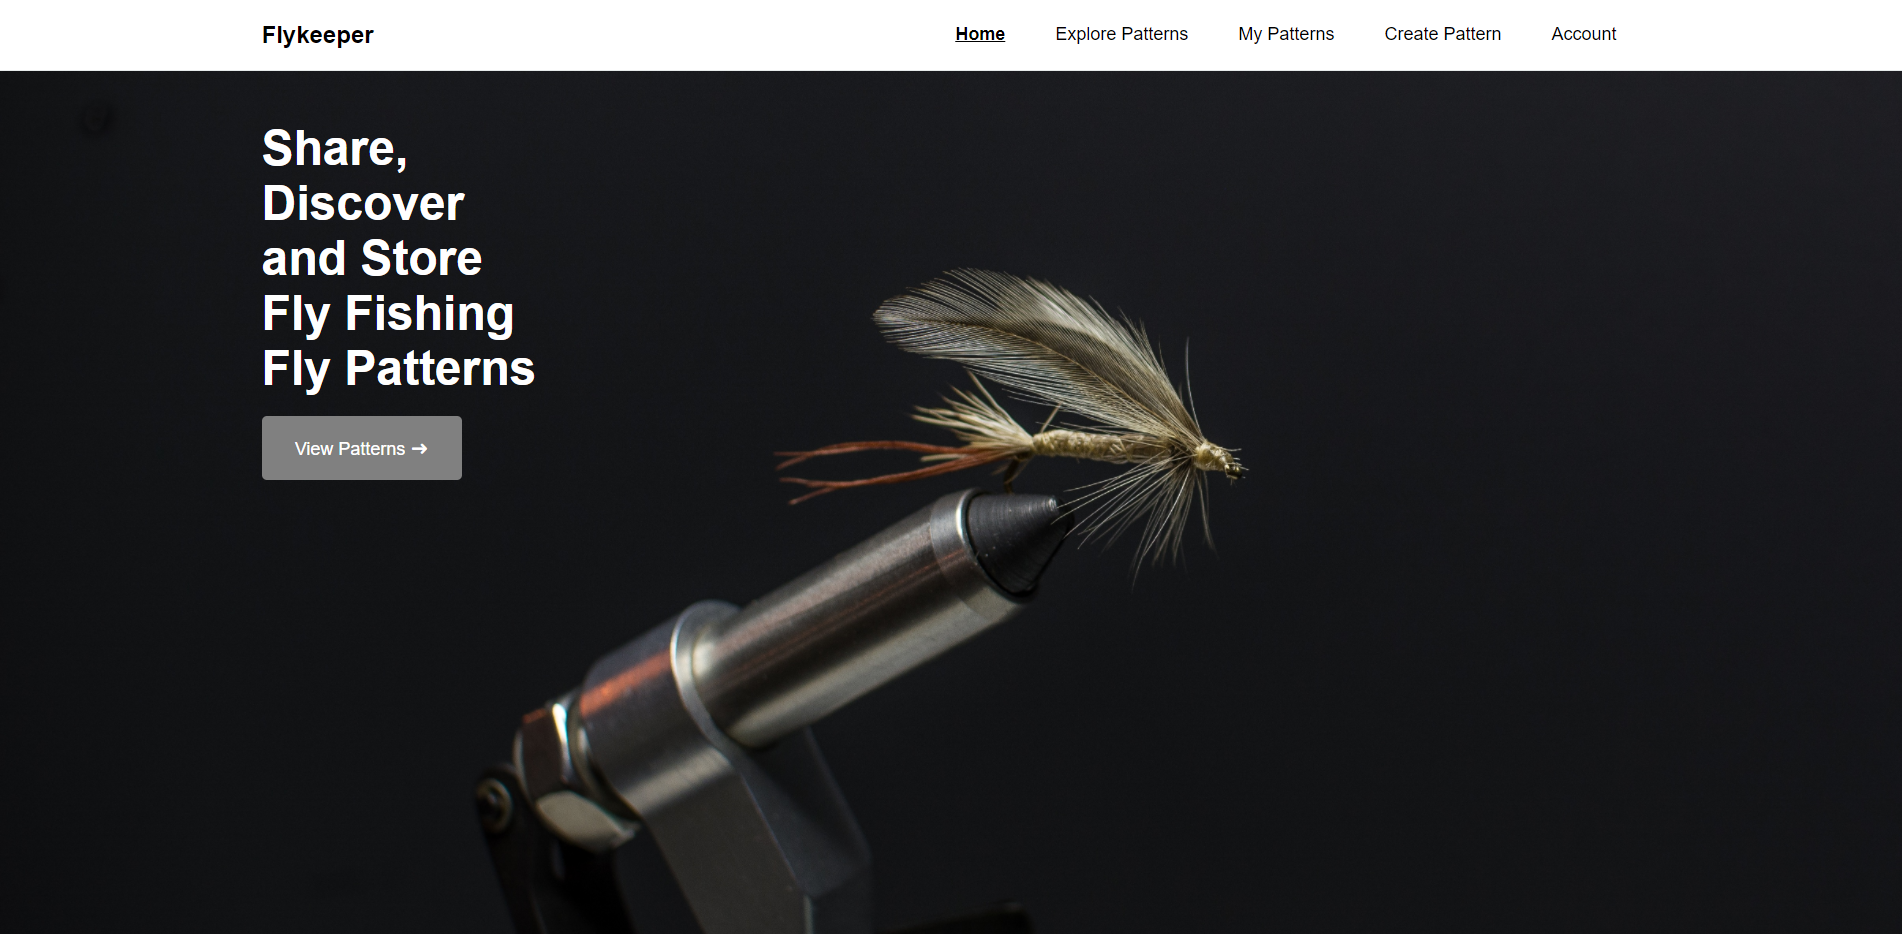 Flykeeper
Home Explore Patterns My Patterns Create Pattern Account
Share,
Discover
and Store
Fly Fishing
Fly Patterns
View Patterns ➜